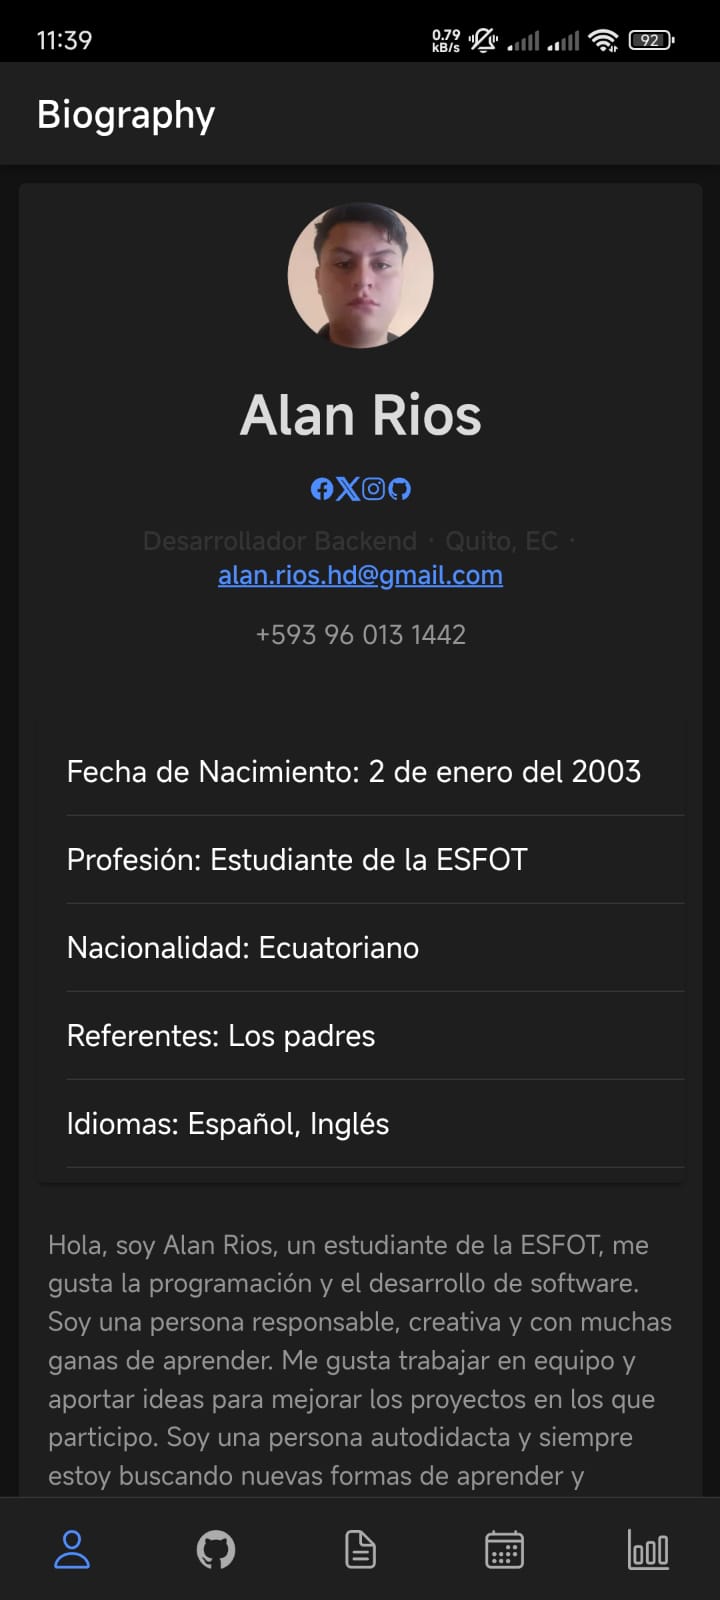 11:39
0.79
kB/s
92
Biography
Alan Rios
Desarrollador Backend · Quito, EC ·
alan.rios.hd@gmail.com
+593 96 013 1442
Fecha de Nacimiento: 2 de enero del 2003
Profesión: Estudiante de la ESFOT
Nacionalidad: Ecuatoriano
Referentes: Los padres
Idiomas: Español, Inglés
Hola, soy Alan Rios, un estudiante de la ESFOT, me
gusta la programación y el desarrollo de software.
Soy una persona responsable, creativa y con muchas
ganas de aprender. Me gusta trabajar en equipo y
aportar ideas para mejorar los proyectos en los que
participo. Soy una persona autodidacta y siempre
estoy buscando nuevas formas de aprender y